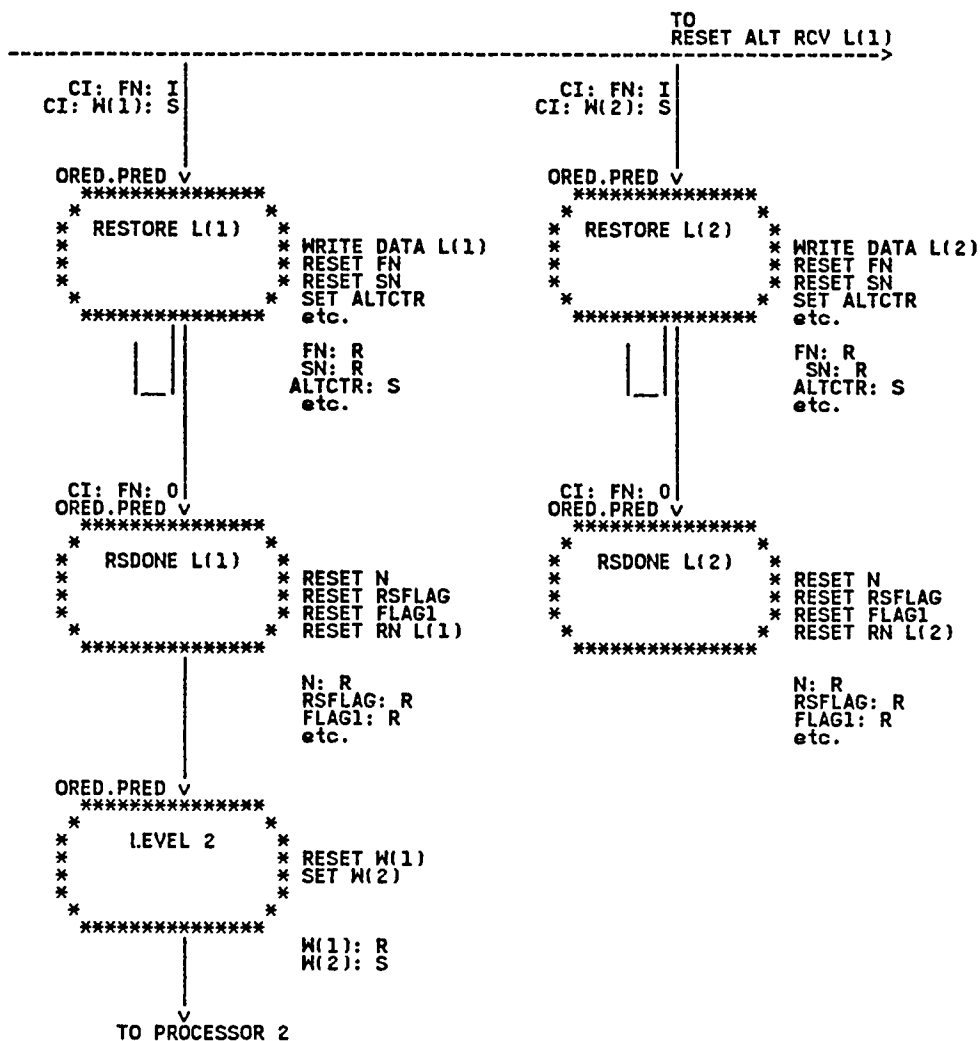 TO
RESET ALT RCV L(1)
CI: FN: I
CI: W(1): S
CI: FN: I
CI: W(2): S
ORED.PRED
RESTORE L(1)
WRITE DATA L(1)
RESET FN
RESET SN
SET ALTCTR
etc.
FN: R
SN: R
ALTCTR: S
etc.
ORED.PRED
RESTORE L(2)
WRITE DATA L(2)
RESET FN
RESET SN
SET ALTCTR
etc.
FN: R
SN: R
ALTCTR: S
etc.
CI: FN: O
ORED.PRED
RSDONE L(1)
RESET N
RESET RSFLAG
RESET FLAG1
RESET RN L(1)
N: R
RSFLAG: R
FLAG1: R
etc.
CI: FN: O
ORED.PRED
RSDONE L(2)
RESET N
RESET RSFLAG
RESET FLAG1
RESET RN L(2)
N: R
RSFLAG: R
FLAG1: R
etc.
ORED.PRED
LEVEL 2
RESET W(1)
SET W(2)
W(1): R
W(2): S
TO PROCESSOR 2